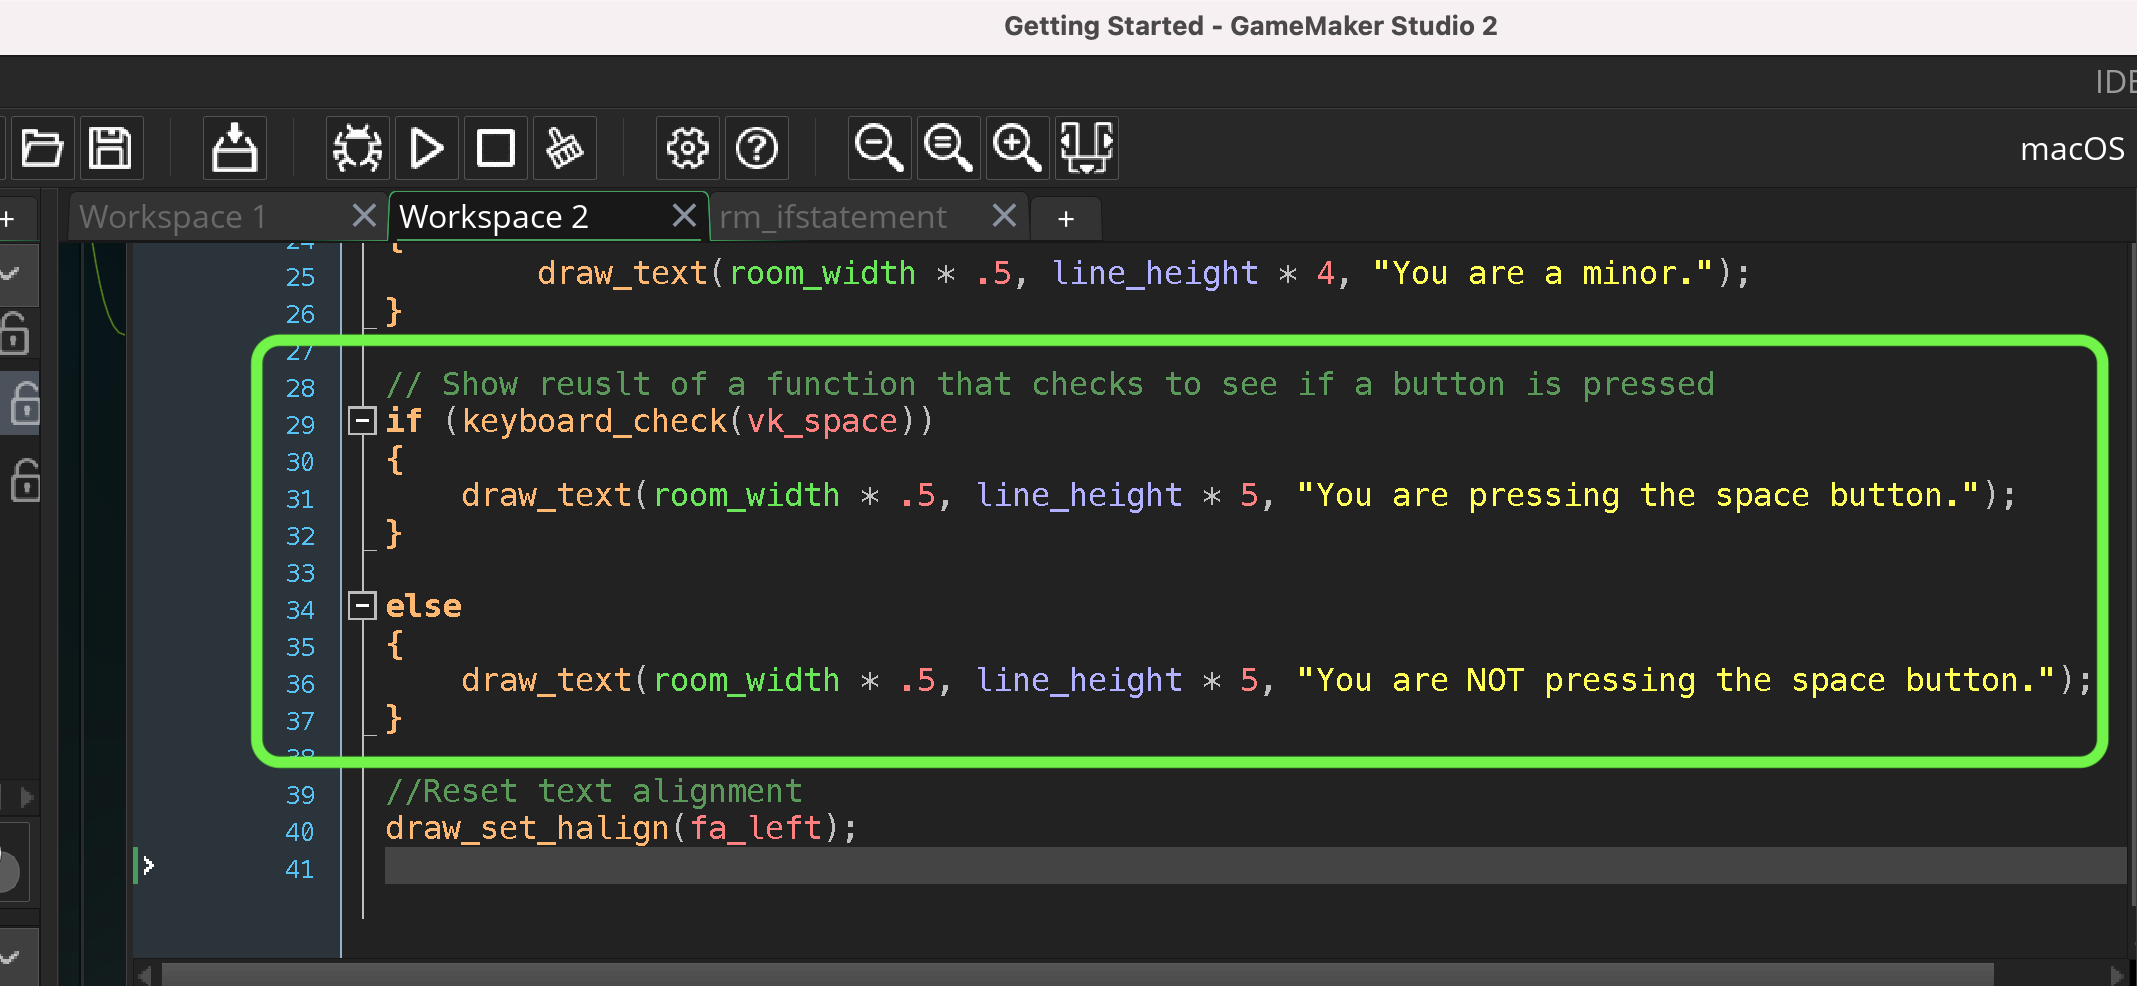 Getting Started - GameMaker Studio 2
IDE
macOS
Workspace 1
Workspace 2
rm_ifstatement
+
+
24 {
25 draw_text(room_width * .5, line_height * 4, "You are a minor.");
26 }
27
28 // Show reuslt of a function that checks to see if a button is pressed
29 if (keyboard_check(vk_space))
30 {
31 draw_text(room_width * .5, line_height * 5, "You are pressing the space button.");
32 }
33
34 else
35 {
36 draw_text(room_width * .5, line_height * 5, "You are NOT pressing the space button.");
37 }
38
39 //Reset text alignment
40 draw_set_halign(fa_left);
41